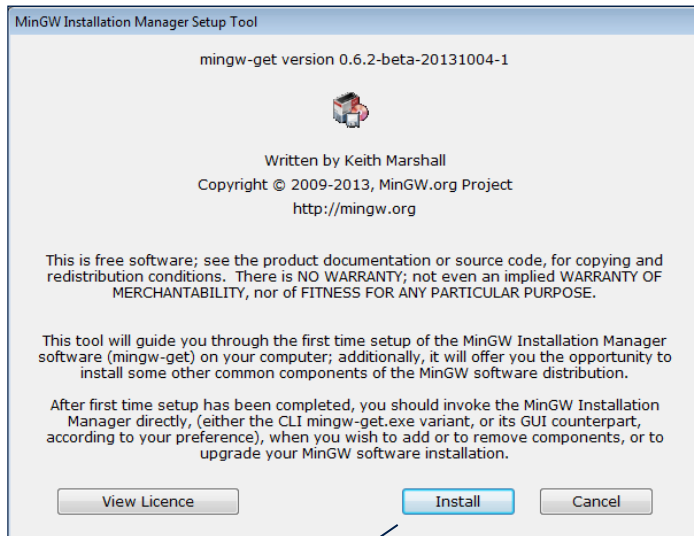 MinGW Installation Manager Setup Tool
mingw-get version 0.6.2-beta-20131004-1
Written by Keith Marshall
Copyright © 2009-2013, MinGW.org Project
http://mingw.org
This is free software; see the product documentation or source code, for copying and
redistribution conditions.  There is NO WARRANTY; not even an implied WARRANTY OF
MERCHANTABILITY, nor of FITNESS FOR ANY PARTICULAR PURPOSE.
This tool will guide you through the first time setup of the MinGW Installation Manager
software (mingw-get) on your computer; additionally, it will offer you the opportunity to
install some other common components of the MinGW software distribution.
After first time setup has been completed, you should invoke the MinGW Installation
Manager directly, (either the CLI mingw-get.exe variant, or its GUI counterpart,
according to your preference), when you wish to add or to remove components, or to
upgrade your MinGW software installation.
View Licence Install Cancel